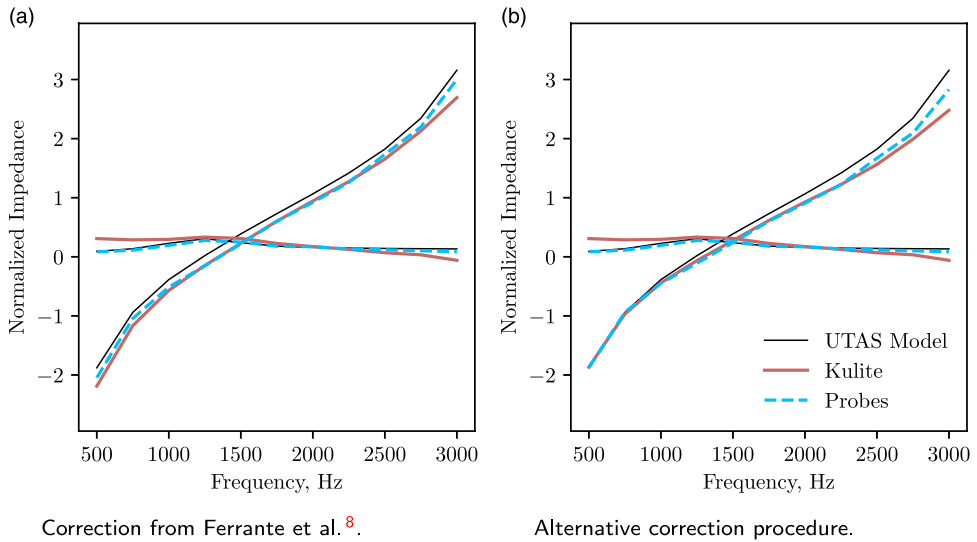 (a)
(b)
Normalized Impedance
3
2
1
0
−1
−2
500 1000 1500 2000 2500 3000
Frequency, Hz
Normalized Impedance
3
2
1
0
−1
−2
UTAS Model
Kulite
Probes
500 1000 1500 2000 2500 3000
Frequency, Hz
Correction from Ferrante et al. 8.
Alternative correction procedure.